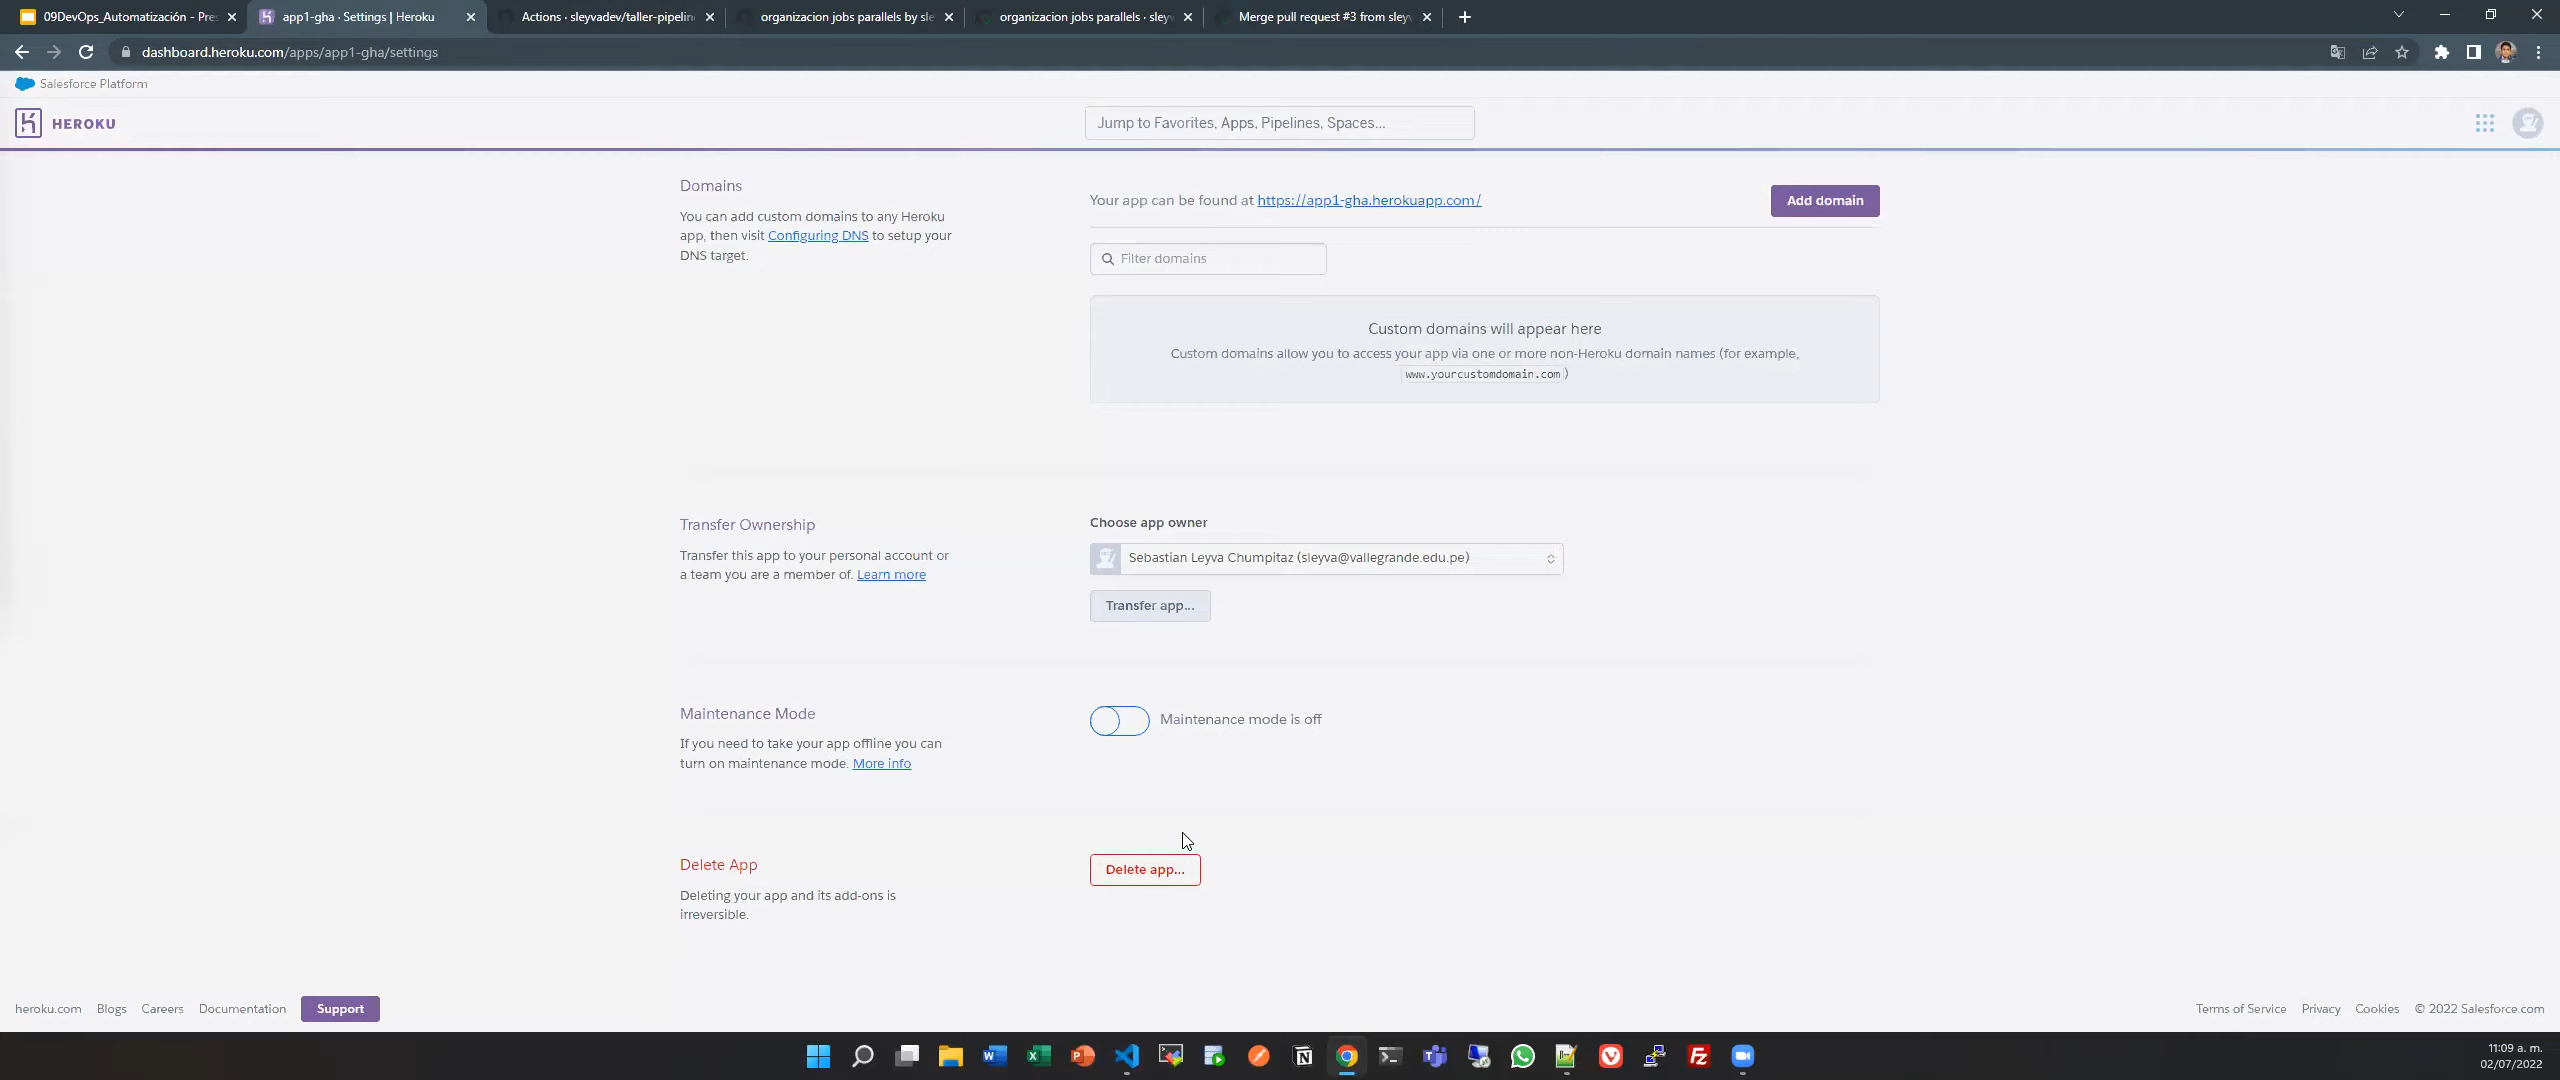 09DevOps_Automatización - Pre
app1-gha · Settings | Heroku
Actions · sleyvadev/taller-pipelin
organizacion jobs parallels by sle
organizacion jobs parallels · sley
Merge pull request #3 from sley
dashboard.heroku.com/apps/app1-gha/settings
Salesforce Platform
HEROKU
Jump to Favorites, Apps, Pipelines, Spaces...
Domains
You can add custom domains to any Heroku
app, then visit Configuring DNS to setup your
DNS target.
Your app can be found at https://app1-gha.herokuapp.com/
Add domain
Filter domains
Custom domains will appear here
Custom domains allow you to access your app via one or more non-Heroku domain names (for example,
www.yourcustomdomain.com )
Transfer Ownership
Transfer this app to your personal account or
a team you are a member of. Learn more
Choose app owner
Sebastian Leyva Chumpitaz (sleyva@vallegrande.edu.pe)
Transfer app...
Maintenance Mode
If you need to take your app offline you can
turn on maintenance mode. More info
Maintenance mode is off
Delete App
Deleting your app and its add-ons is
irreversible.
Delete app...
heroku.com
Blogs
Careers
Documentation
Support
Terms of Service
Privacy
Cookies
© 2022 Salesforce.com
11:09 a. m.
02/07/2022